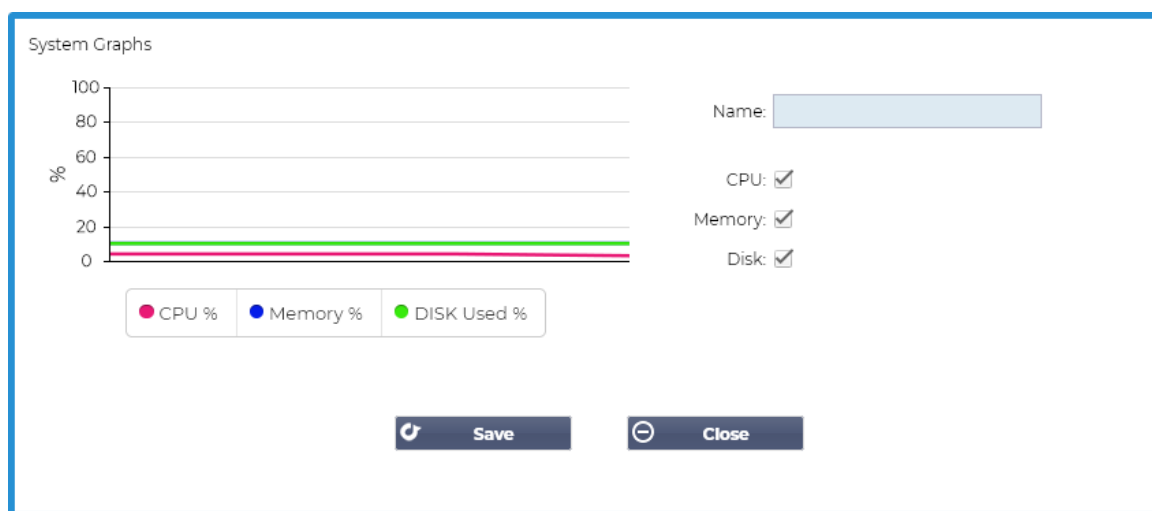 System Graphs
100
80
60
40
20
0
%
CPU %
Memory %
DISK Used %
Name:
CPU:
Memory:
Disk:
Save
Close